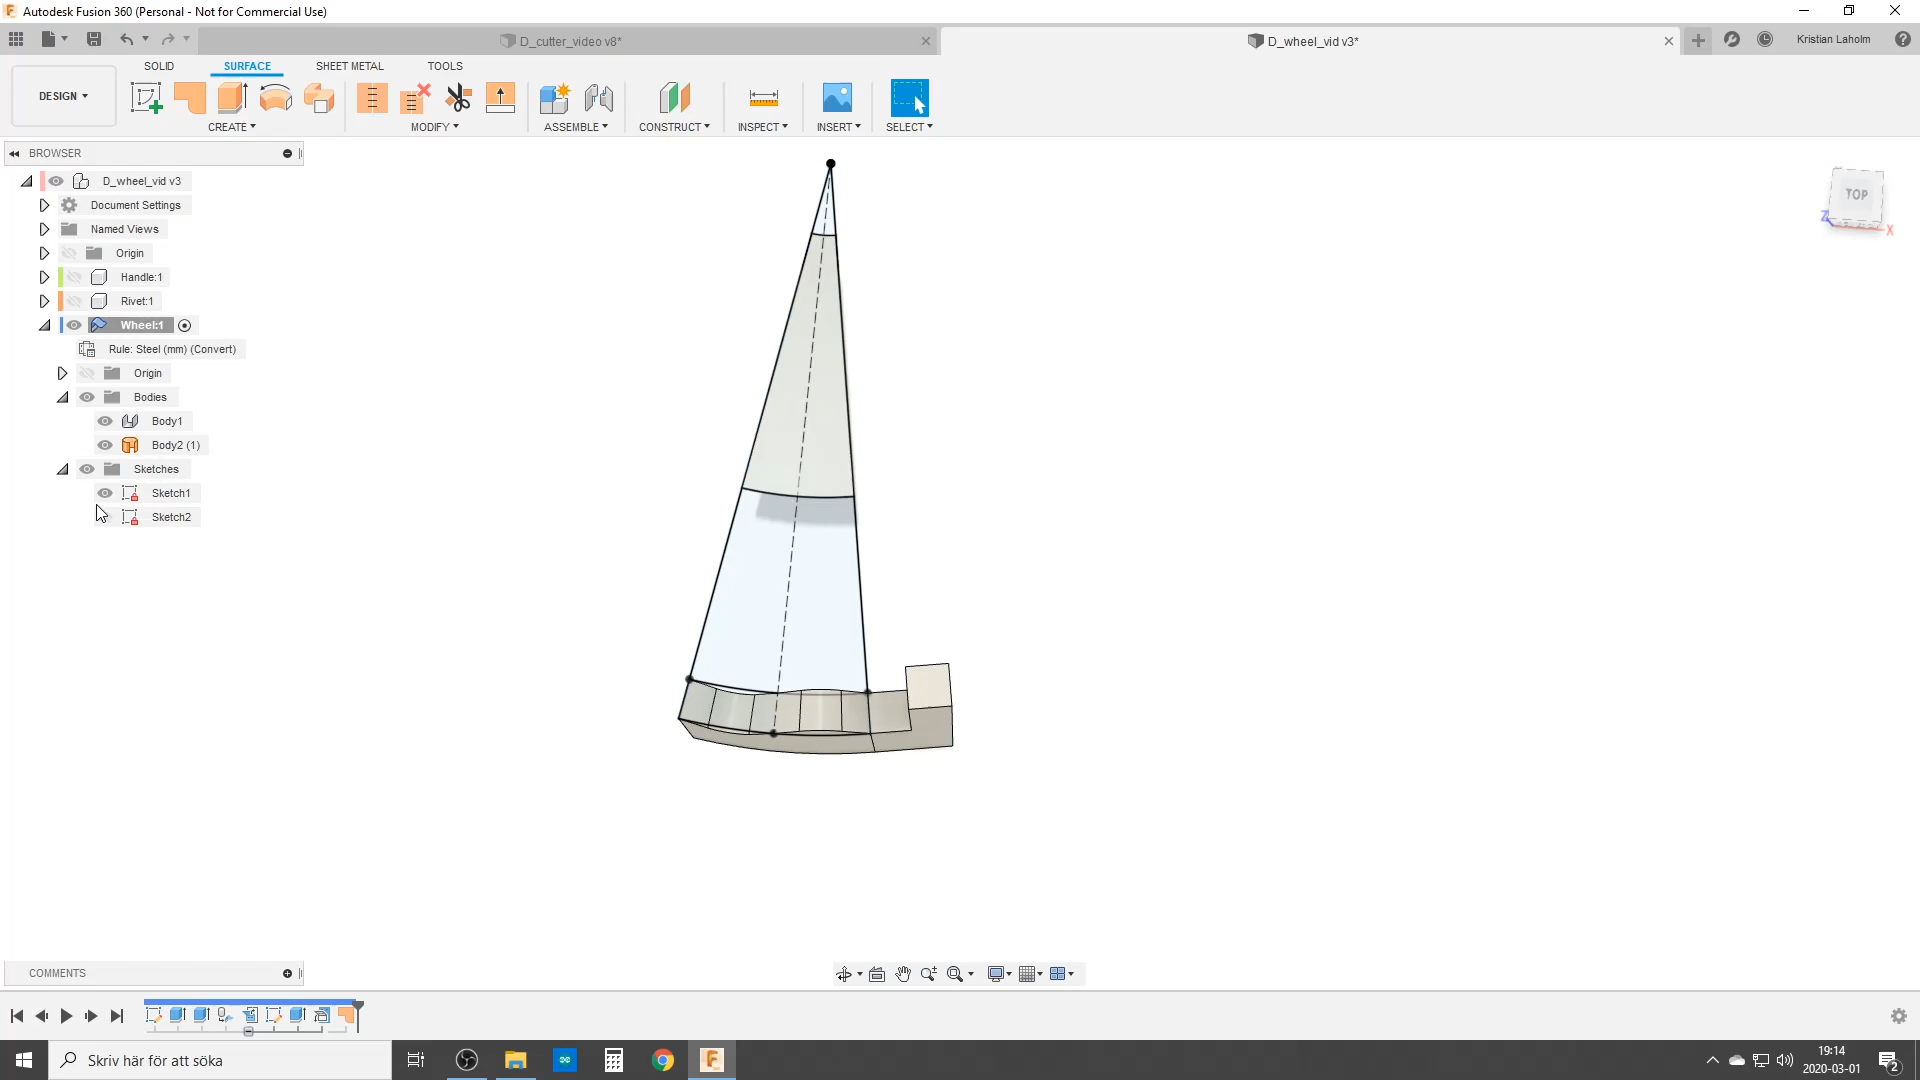 Autodesk Fusion 360 (Personal - Not for Commercial Use)
D_cutter_video v8*
D_wheel_vid v3*
Kristian Laholm
SOLID
SURFACE
SHEET METAL
TOOLS
DESIGN
CREATE
MODIFY
ASSEMBLE
CONSTRUCT
INSPECT
INSERT
SELECT
BROWSER
D_wheel_vid v3
Document Settings
Named Views
Origin
Handle:1
Rivet:1
Wheel:1
Rule: Steel (mm) (Convert)
Origin
Bodies
Body1
Body2 (1)
Sketches
Sketch1
Sketch2
TOP
Z
X
COMMENTS
Skriv här för att söka
19:14
2020-03-01
2